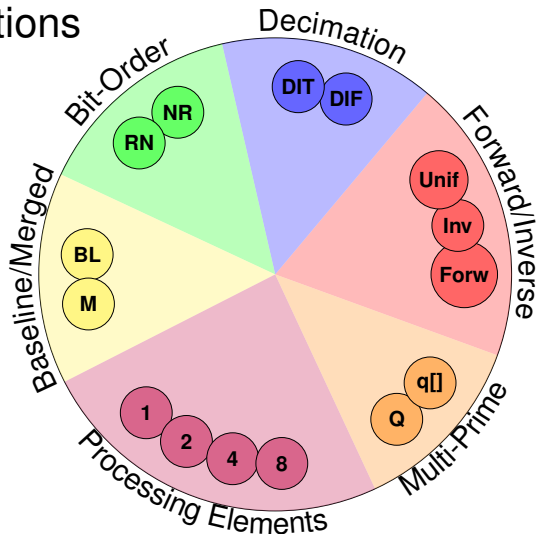 tions
Decimation
DIT
DIF
Bit-Order
NR
RN
Forward/Inverse
Unif
Inv
Forw
Baseline/Merged
BL
M
Multi-Prime
q[]
Q
Processing Elements
1
2
4
8